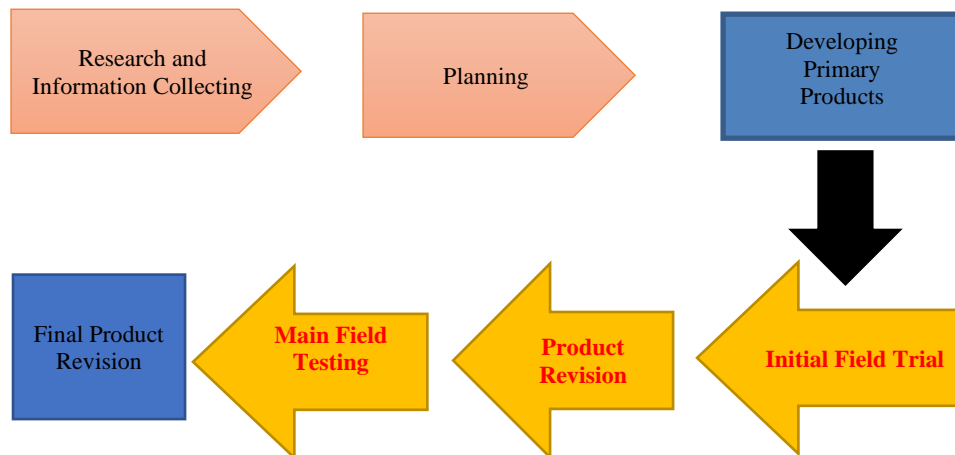 Research and
Information Collecting
Planning
Developing
Primary
Products
Initial Field Trial
Product
Revision
Main Field
Testing
Final Product
Revision